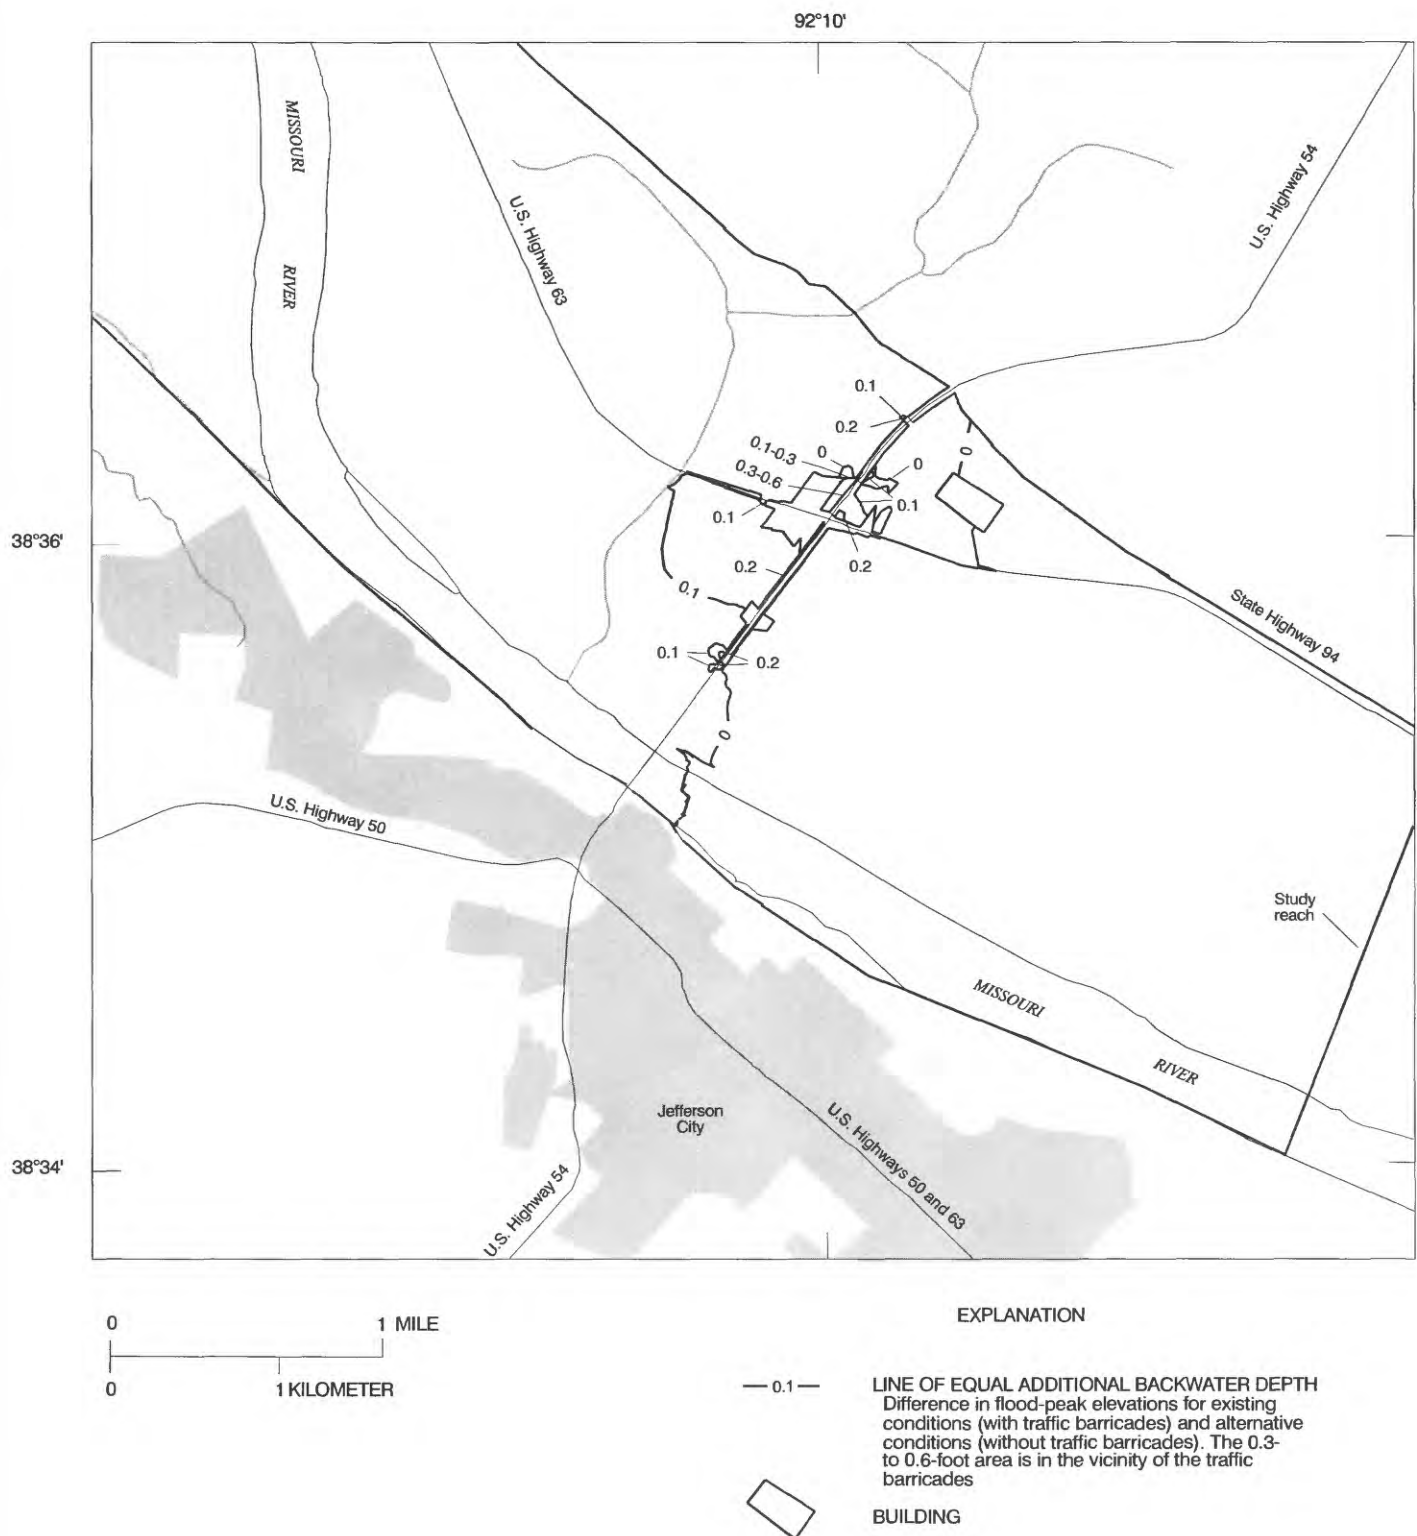 92°10'
MISSOURI
RIVER
U.S. Highway 63
U.S. Highway 54
0.1
0.2
0
0.1-0.3
0.3-0.6
0
0
0.1
0.1
38°36'
0.2
0.2
0.1
State Highway 94
0.1
0.2
0
U.S. Highway 50
Study
reach
MISSOURI
RIVER
Jefferson
City
U.S. Highways 50 and 63
38°34'
U.S. Highway 54
0
1 MILE
0
1 KILOMETER
EXPLANATION
0.1
LINE OF EQUAL ADDITIONAL BACKWATER DEPTH
Difference in flood-peak elevations for existing
conditions (with traffic barricades) and alternative
conditions (without traffic barricades). The 0.3-
to 0.6-foot area is in the vicinity of the traffic
barricades
BUILDING